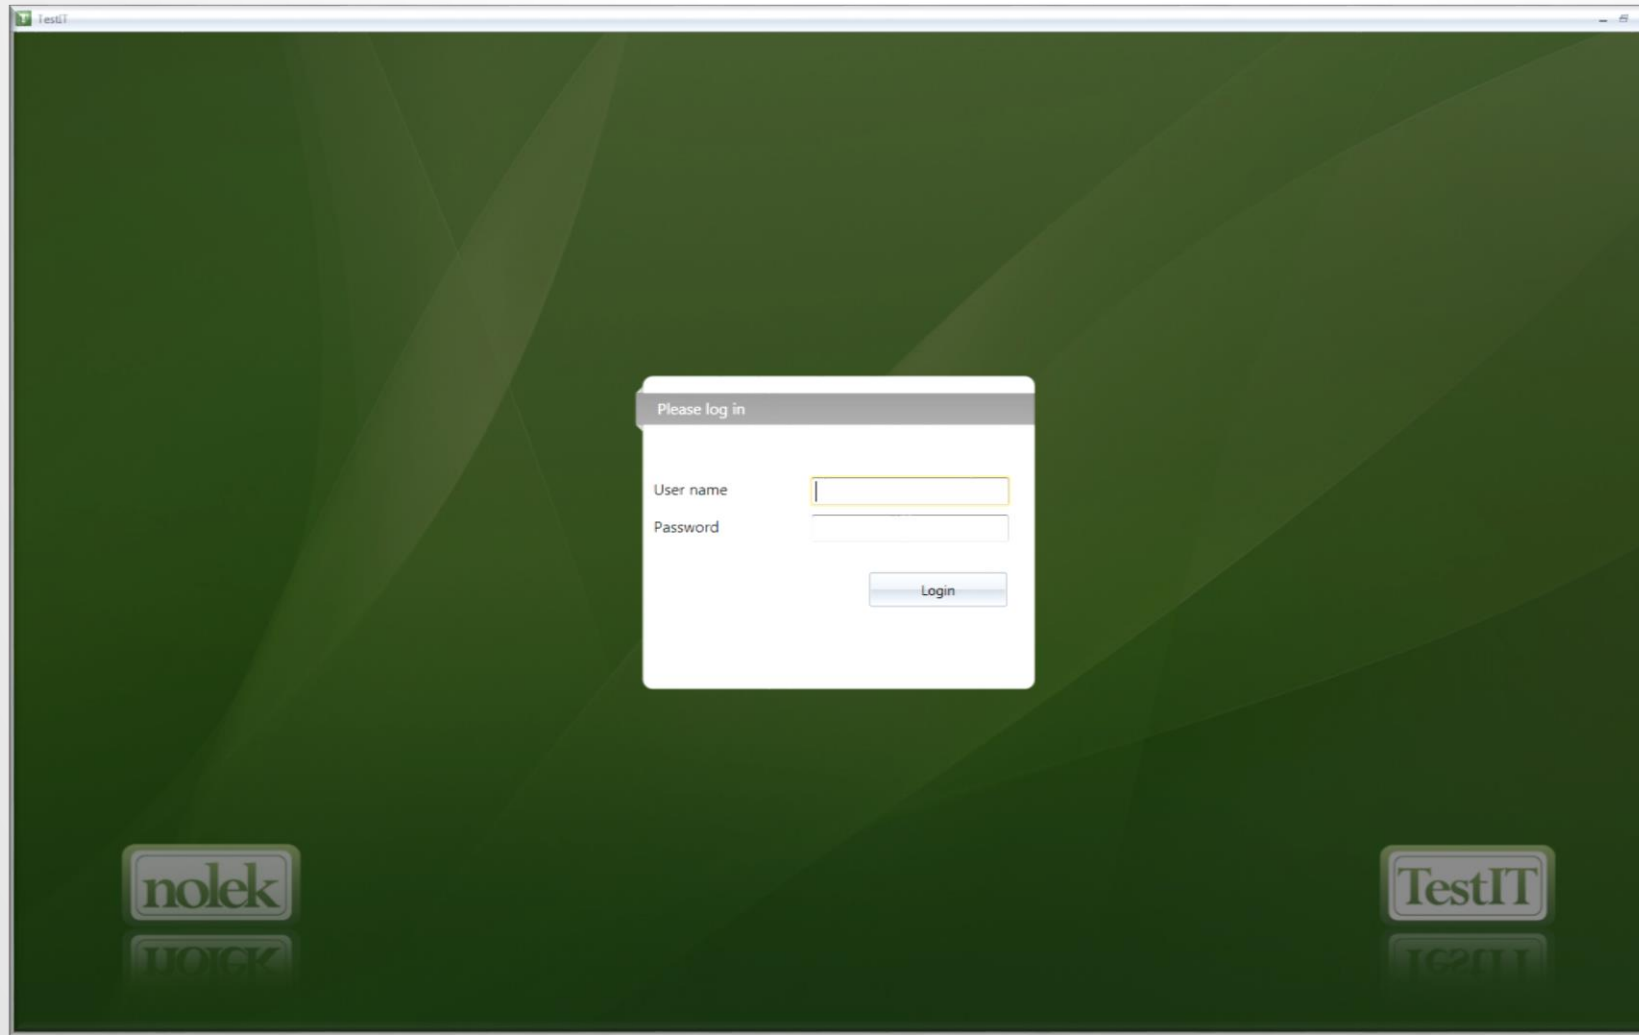 TestIT
Please log in
User name
Password
Login
nolek
TestIT